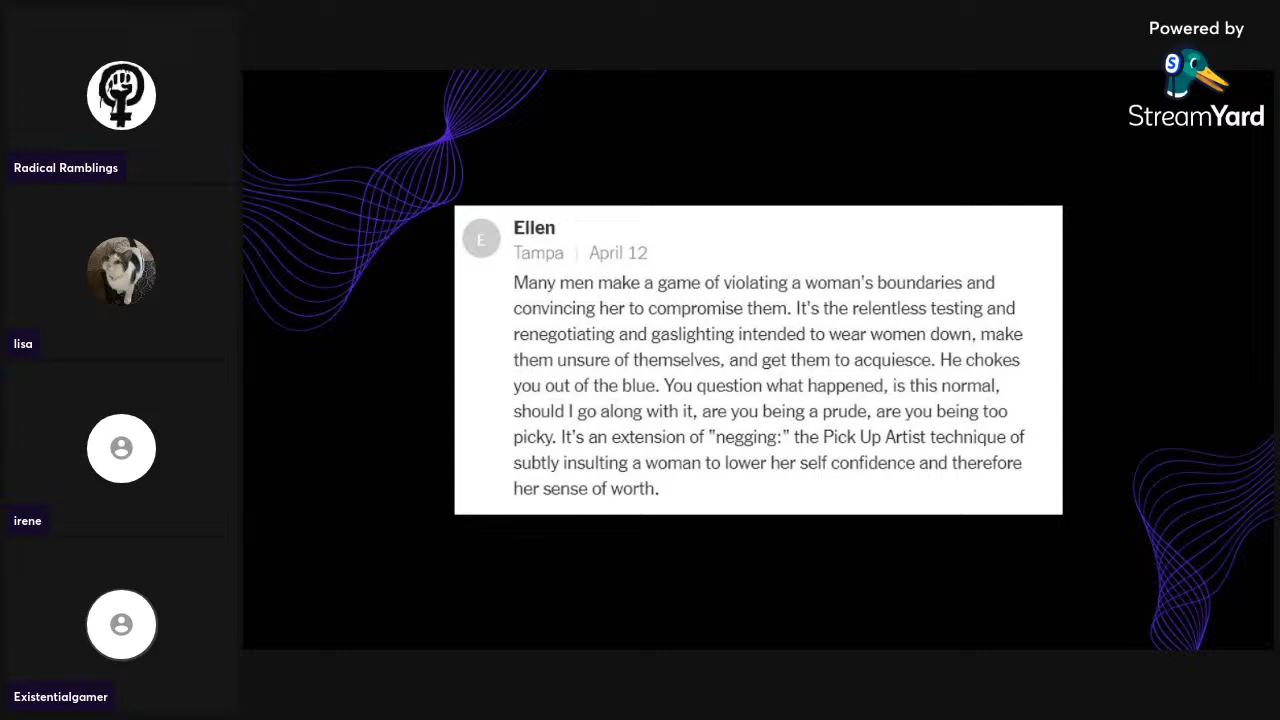 Powered by
S
StreamYard
Radical Ramblings
lisa
irene
Existentialgamer
E
Ellen
Tampa | April 12
Many men make a game of violating a woman's boundaries and
convincing her to compromise them. It's the relentless testing and
renegotiating and gaslighting intended to wear women down, make
them unsure of themselves, and get them to acquiesce. He chokes
you out of the blue. You question what happened, is this normal,
should I go along with it, are you being a prude, are you being too
picky. It's an extension of "negging:" the Pick Up Artist technique of
subtly insulting a woman to lower her self confidence and therefore
her sense of worth.